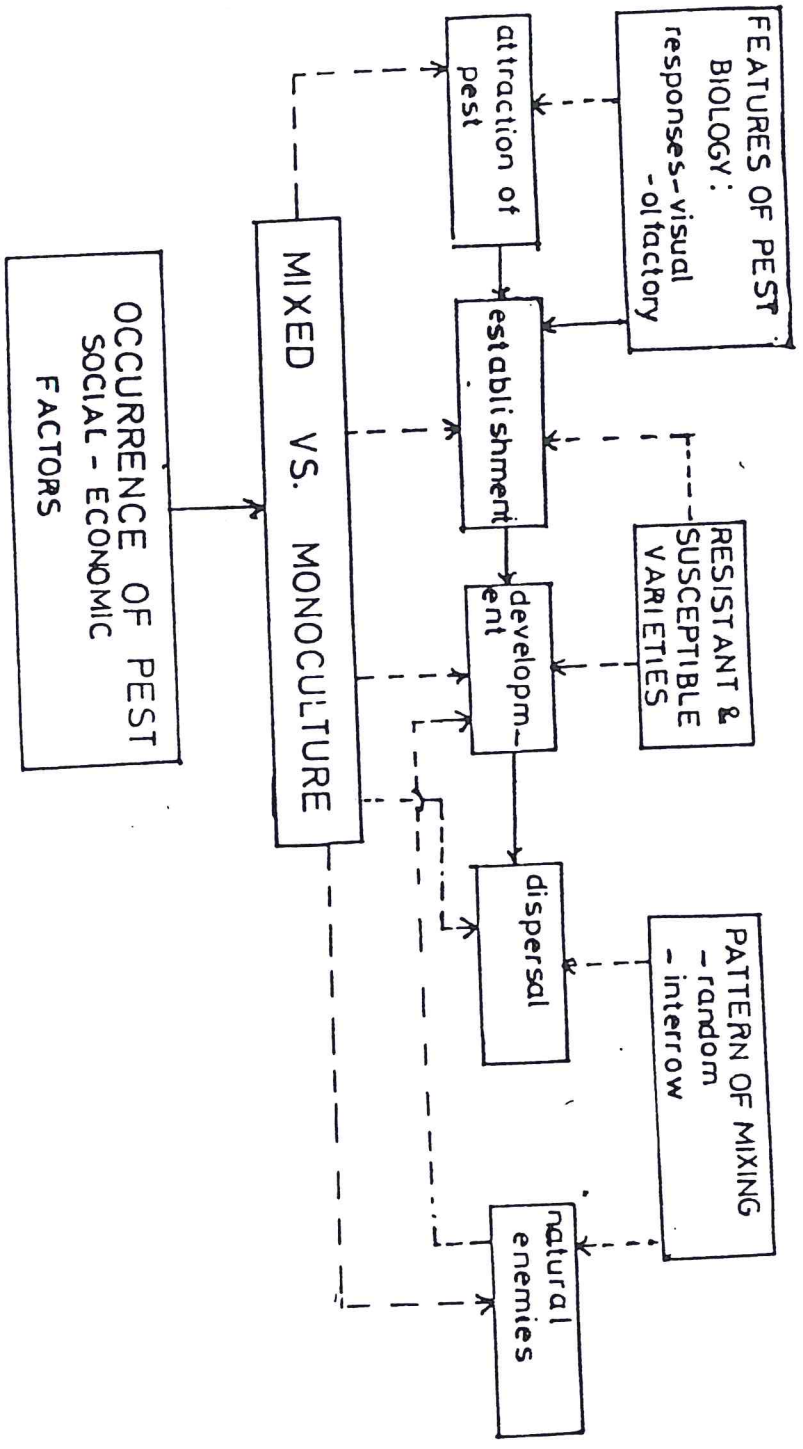 FEATURES OF PEST
BIOLOGY:
responses-visual
-olfactory
RESISTANT &
SUSCEPTIBLE
VARIETIES
PATTERN OF MIXING
-random
- interrow
attraction of
pest
establishment
developm-
ent
dispersal
natural
enemies
MIXED VS. MONOCULTURE
OCCURRENCE OF PEST
SOCIAL - ECONOMIC
FACTORS